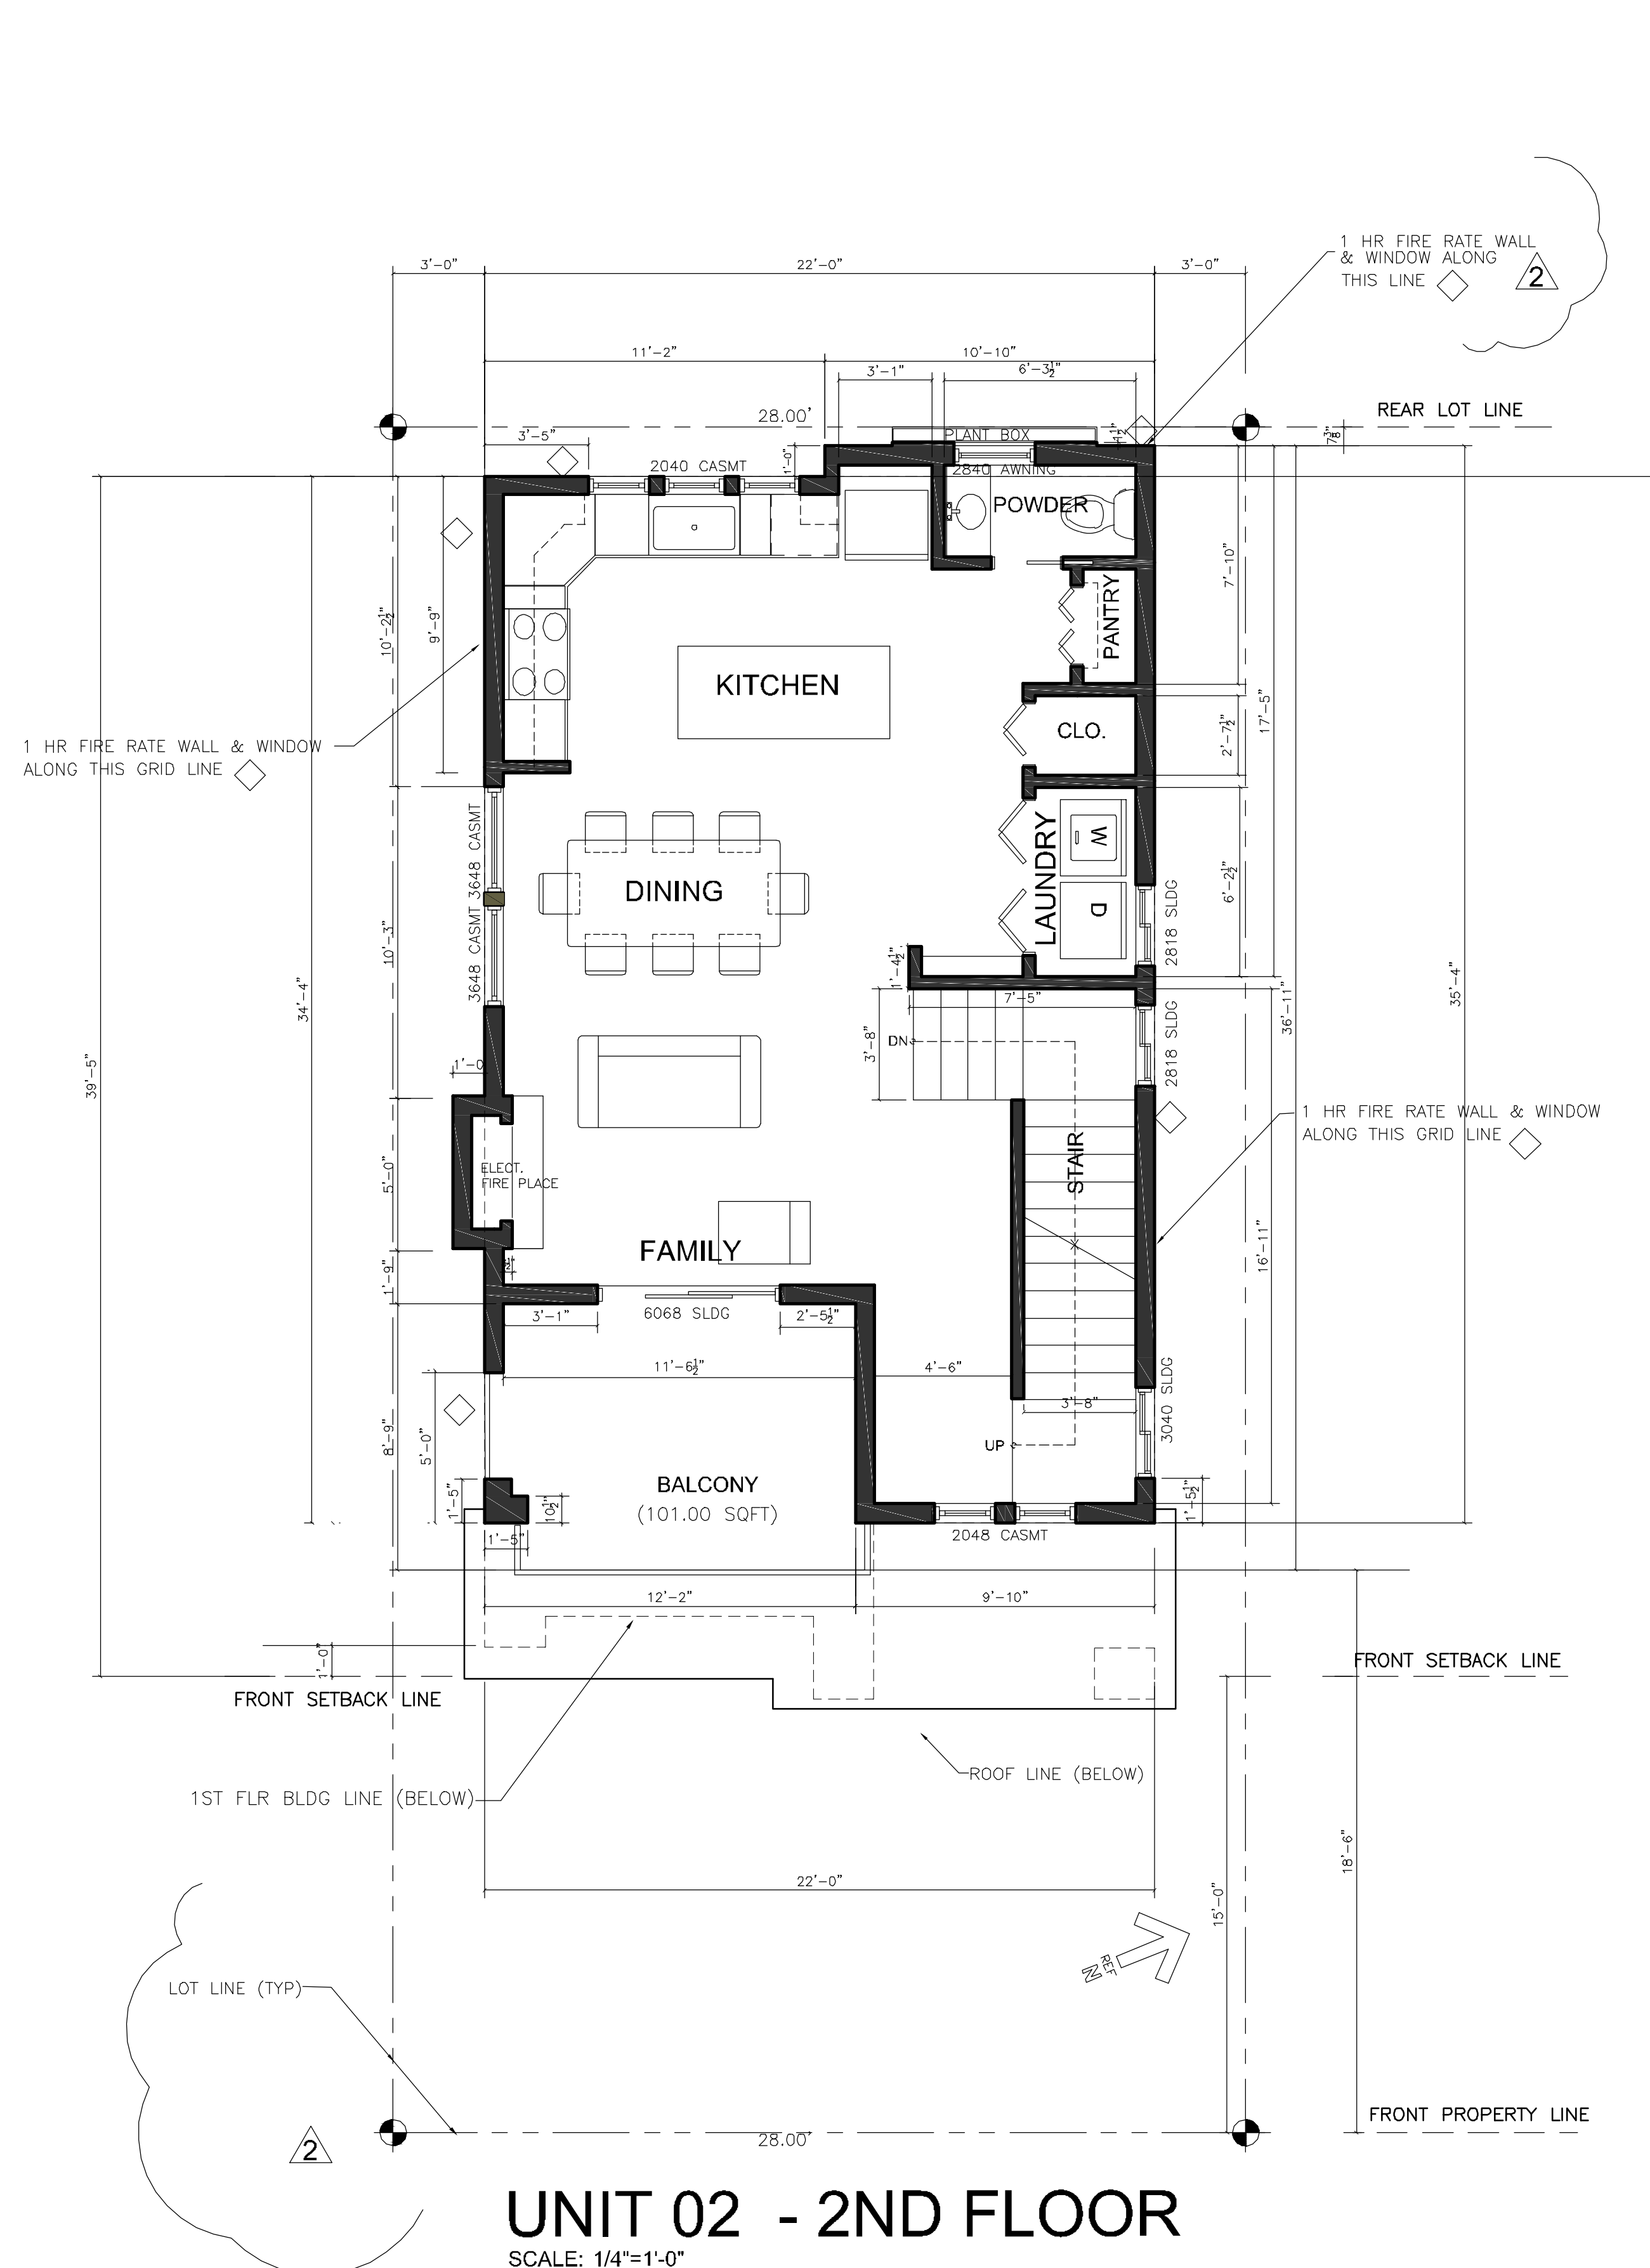 1 HR FIRE RATE WALL
& WINDOW ALONG
THIS LINE
2
3'-0"
22'-0"
3'-0"
11'-2"
10'-10"
3'-1"
6'-3½"
REAR LOT LINE
28.00'
3'-5"
PLANT BOX
4½"
7⅜"
2040 CASMT
1'-0"
2840 AWNING
POWDER
7'-10"
PANTRY
10'-2½"
9'-9"
KITCHEN
17'-5"
CLO.
2'-7½"
1 HR FIRE RATE WALL & WINDOW
ALONG THIS GRID LINE
3648 CASMT
3648 CASMT
W
LAUNDRY
DINING
D
6'-2½"
2818 SLDG
10'-3"
1'-4½"
34'-4"
7'-5"
36'-11"
35'-4"
3'-8"
DN
2818 SLDG
39'-5"
1'-0
1 HR FIRE RATE WALL & WINDOW
ALONG THIS GRID LINE
STAIR
5'-0"
ELECT.
FIRE PLACE
FAMILY
16'-11"
1'-9"
3'-1"
6068 SLDG
2'-5½"
11'-6½"
4'-6"
3'-8"
3040 SLDG
8'-9"
5'-0"
UP
BALCONY
(101.00 SQFT)
1'-5"
10½"
1'-5½"
1'-5"
2048 CASMT
12'-2"
9'-10"
1'-0"
FRONT SETBACK LINE
FRONT SETBACK LINE
ROOF LINE (BELOW)
1ST FLR BLDG LINE (BELOW)
18'-6"
22'-0"
15'-0"
REF
N
LOT LINE (TYP)
FRONT PROPERTY LINE
28.00'
2
UNIT 02 - 2ND FLOOR
SCALE: 1/4"=1'-0"